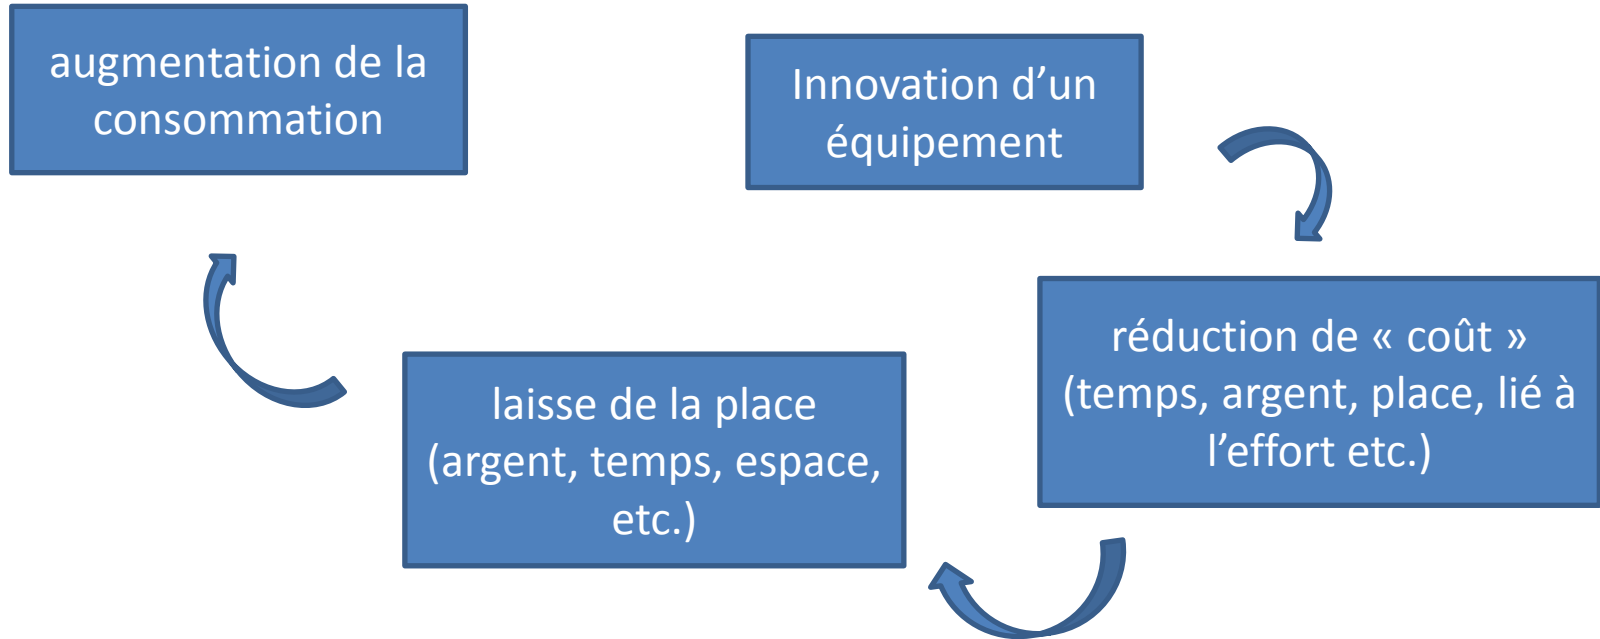 augmentation de la
consommation
Innovation d’un
équipement
réduction de « coût »
(temps, argent, place, lié à
l’effort etc.)
laisse de la place
(argent, temps, espace,
etc.)